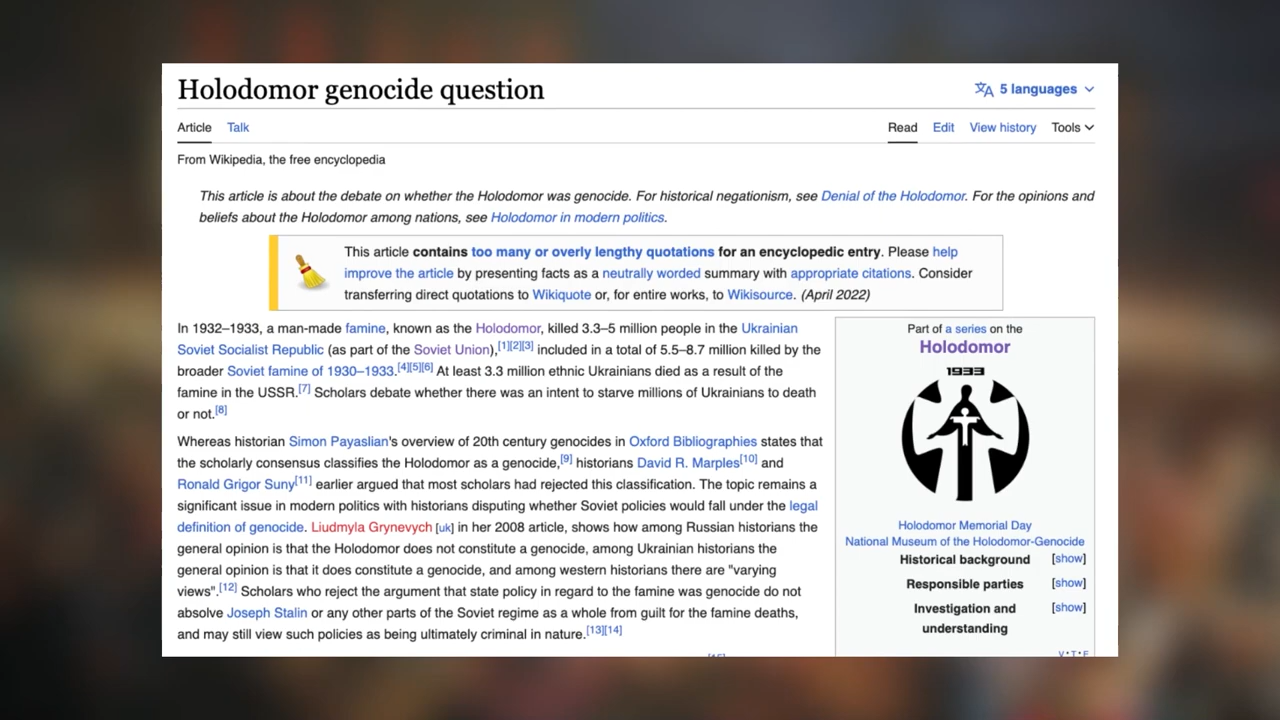 Holodomor genocide question
5 languages
Article Talk
Read Edit View history Tools
From Wikipedia, the free encyclopedia
This article is about the debate on whether the Holodomor was genocide. For historical negationism, see Denial of the Holodomor. For the opinions and
beliefs about the Holodomor among nations, see Holodomor in modern politics.
This article contains too many or overly lengthy quotations for an encyclopedic entry. Please help
improve the article by presenting facts as a neutrally worded summary with appropriate citations. Consider
transferring direct quotations to Wikiquote or, for entire works, to Wikisource. (April 2022)
In 1932–1933, a man-made famine, known as the Holodomor, killed 3.3–5 million people in the Ukrainian
Soviet Socialist Republic (as part of the Soviet Union),[1][2][3] included in a total of 5.5–8.7 million killed by the
broader Soviet famine of 1930–1933.[4][5][6] At least 3.3 million ethnic Ukrainians died as a result of the
famine in the USSR.[7] Scholars debate whether there was an intent to starve millions of Ukrainians to death
or not.[8]
Whereas historian Simon Payaslian's overview of 20th century genocides in Oxford Bibliographies states that
the scholarly consensus classifies the Holodomor as a genocide,[9] historians David R. Marples[10] and
Ronald Grigor Suny[11] earlier argued that most scholars had rejected this classification. The topic remains a
significant issue in modern politics with historians disputing whether Soviet policies would fall under the legal
definition of genocide. Liudmyla Grynevych [uk] in her 2008 article, shows how among Russian historians the
general opinion is that the Holodomor does not constitute a genocide, among Ukrainian historians the
general opinion is that it does constitute a genocide, and among western historians there are "varying
views".[12] Scholars who reject the argument that state policy in regard to the famine was genocide do not
absolve Joseph Stalin or any other parts of the Soviet regime as a whole from guilt for the famine deaths,
and may still view such policies as being ultimately criminal in nature.[13][14]
Part of a series on the
Holodomor
1933
Holodomor Memorial Day
National Museum of the Holodomor-Genocide
Historical background [show]
Responsible parties [show]
Investigation and [show]
understanding
V·T·E